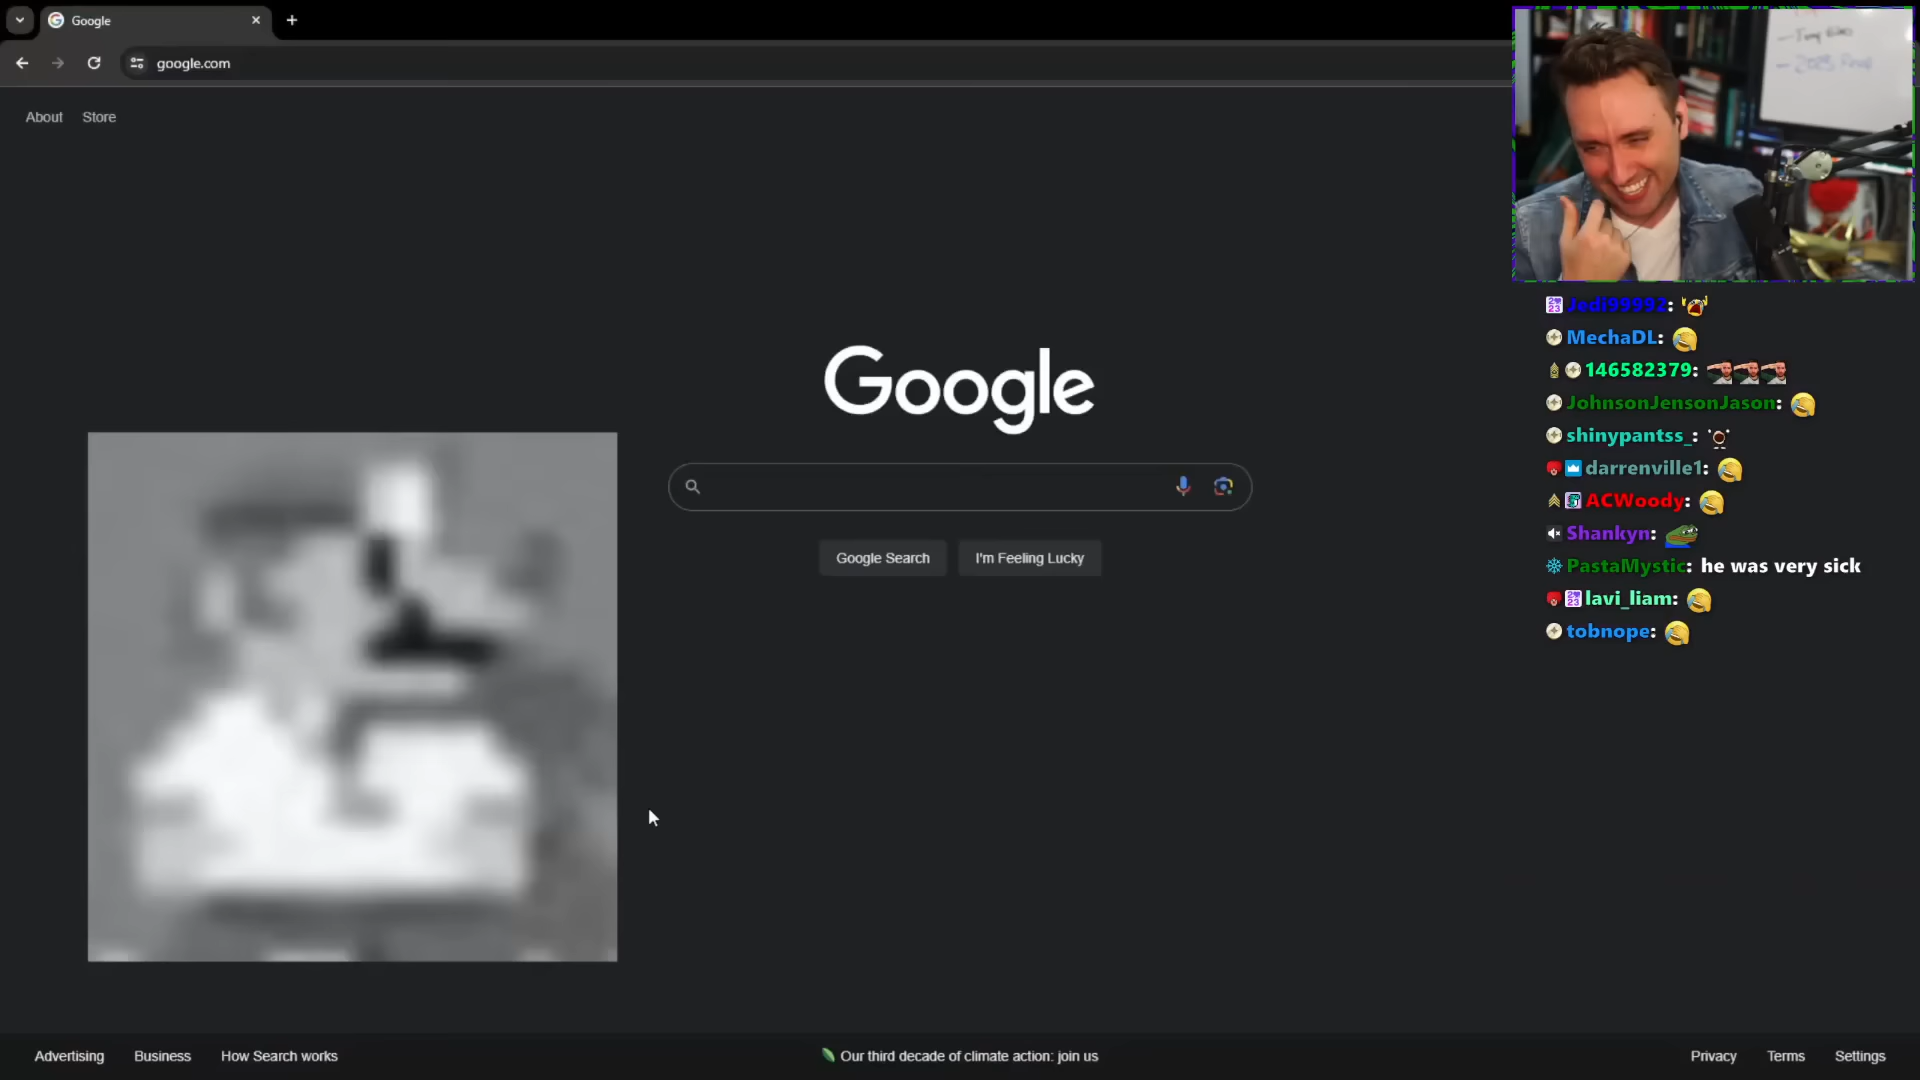 Google
google.com
About Store
Google
Google Search I'm Feeling Lucky
Jedi99992:
MechaDL:
146582379:
JohnsonJensonJason:
shinypantss_:
darrenville1:
ACWoody:
Shankyn:
PastaMystic: he was very sick
lavi_liam:
tobnope:
Advertising Business How Search works
Our third decade of climate action: join us
Privacy Terms Settings